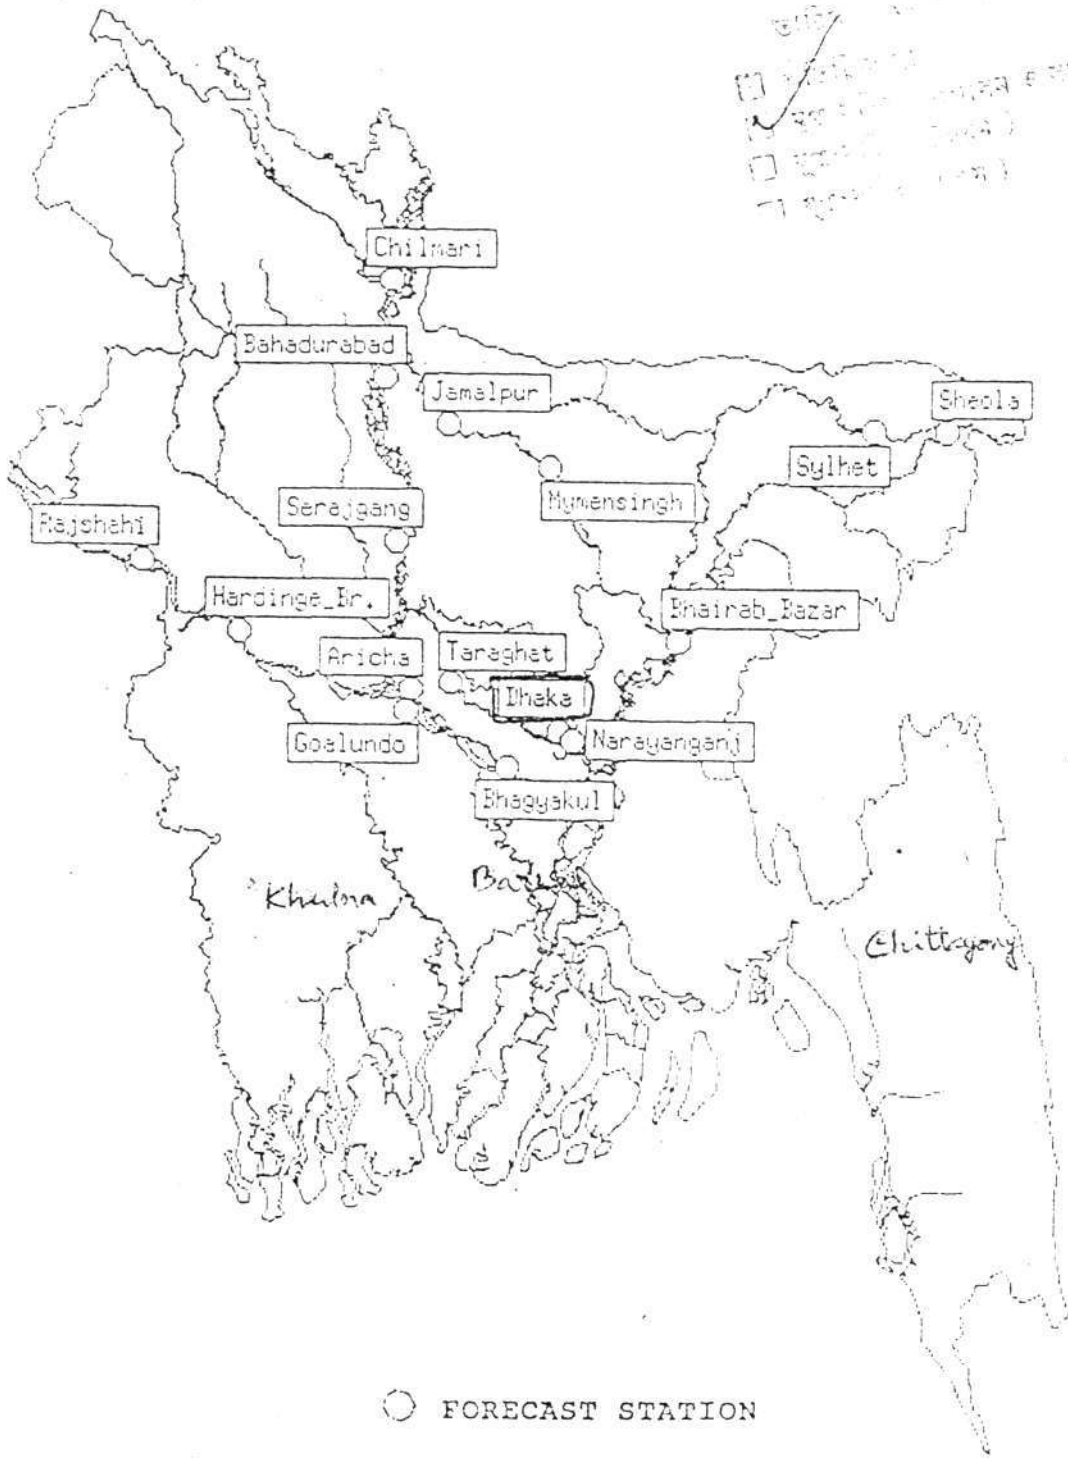 Chilmari
Bahadurabad
Jamalpur
Sheola
Sylhet
Serajgang
Mymensingh
Rajshahi
Hardinge_Br.
Bhairab_Bazar
Aricha
Taraghat
Dhaka
Goalundo
Narayanganj
Bhagyakul
Khulna
Chittagong
FORECAST STATION